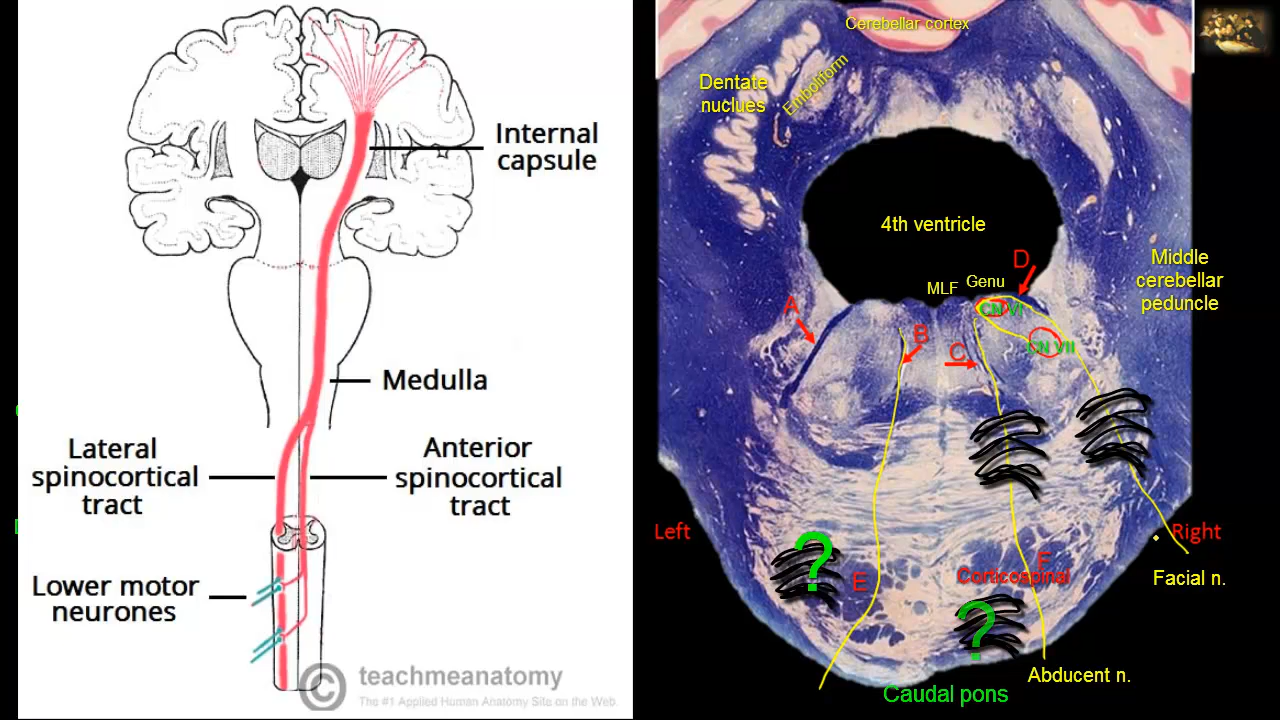 Internal
capsule
Medulla
Lateral
spinocortical
tract
Anterior
spinocortical
tract
Lower motor
neurones
© teachmeanatomy
The #1 Applied Human Anatomy Site on the Web.
Cerebellar cortex
Dentate
nuclues
Emboliform
4th ventricle
Middle
cerebellar
peduncle
D
MLF
Genu
A
CN VI
B
C
CN VII
Left
Right
?
E
F
Corticospinal
Facial n.
?
Abducent n.
Caudal pons